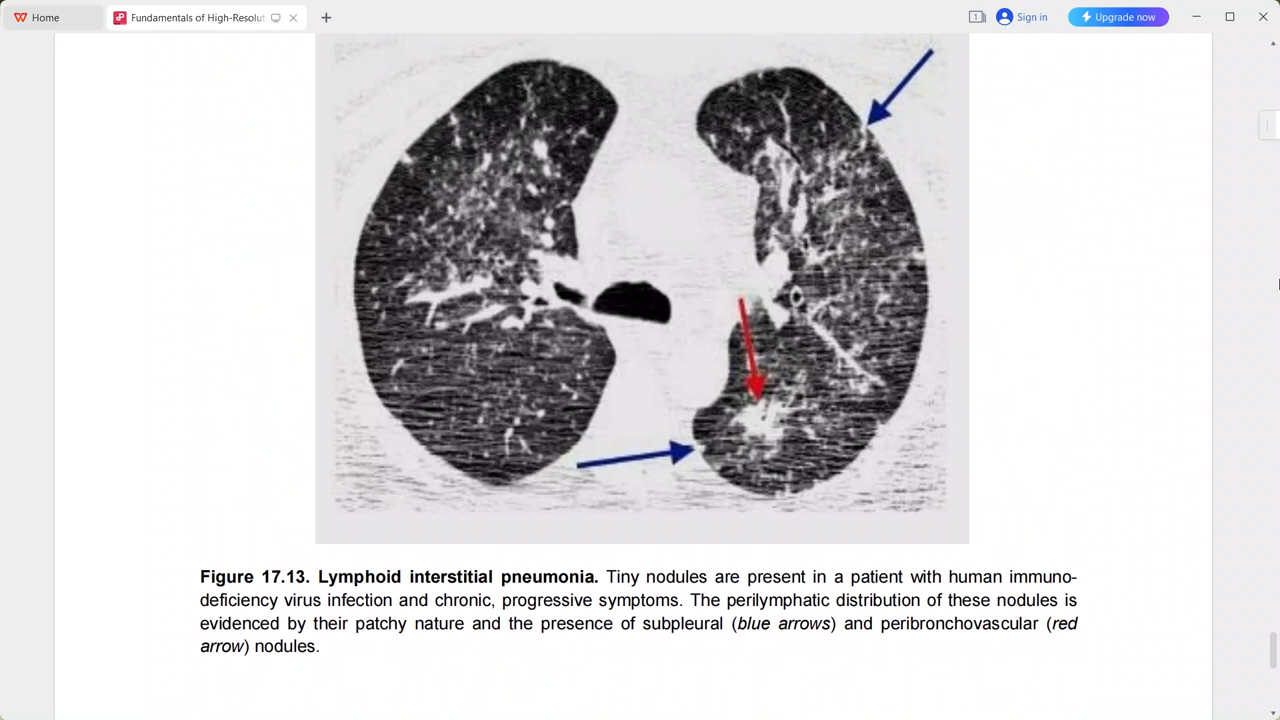 Home
Fundamentals of High-Resolut
1
Sign in
Upgrade now
Figure 17.13. Lymphoid interstitial pneumonia. Tiny nodules are present in a patient with human immuno-
deficiency virus infection and chronic, progressive symptoms. The perilymphatic distribution of these nodules is
evidenced by their patchy nature and the presence of subpleural (blue arrows) and peribronchovascular (red
arrow) nodules.